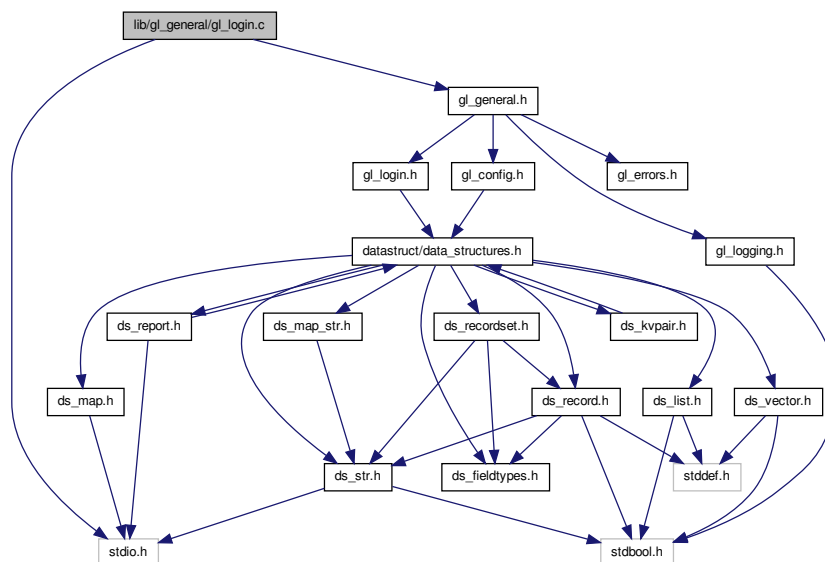 lib/gl_general/gl_login.c
gl_general.h
gl_login.h
gl_config.h
gl_errors.h
datastruct/data_structures.h
gl_logging.h
ds_report.h
ds_map_str.h
ds_recordset.h
ds_kvpair.h
ds_map.h
ds_record.h
ds_list.h
ds_vector.h
ds_str.h
ds_fieldtypes.h
stddef.h
stdio.h
stdbool.h